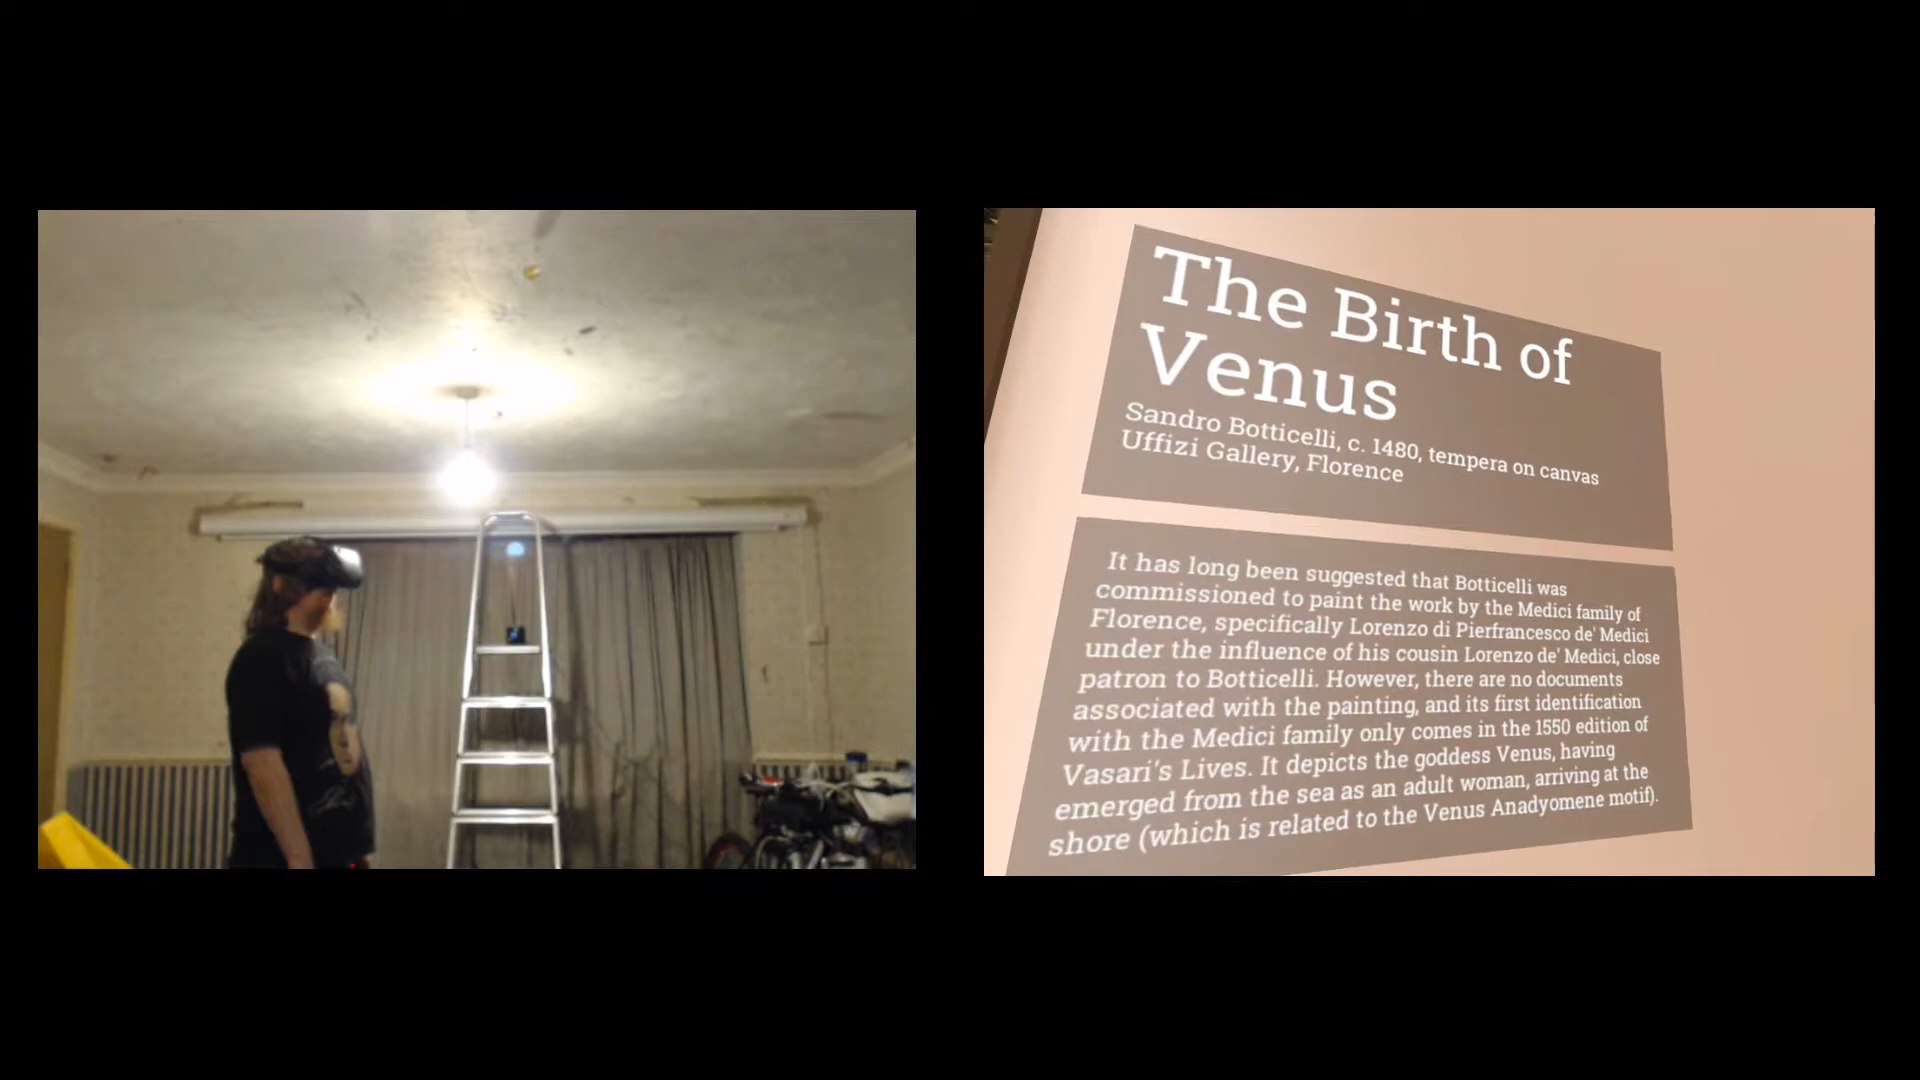 The Birth of
Venus
Sandro Botticelli, c. 1480, tempera on canvas
Uffizi Gallery, Florence
It has long been suggested that Botticelli was
commissioned to paint the work by the Medici family of
Florence, specifically Lorenzo di Pierfrancesco de' Medici
under the influence of his cousin Lorenzo de' Medici, close
patron to Botticelli. However, there are no documents
associated with the painting, and its first identification
with the Medici family only comes in the 1550 edition of
Vasari's Lives. It depicts the goddess Venus, having
emerged from the sea as an adult woman, arriving at the
shore (which is related to the Venus Anadyomene motif).